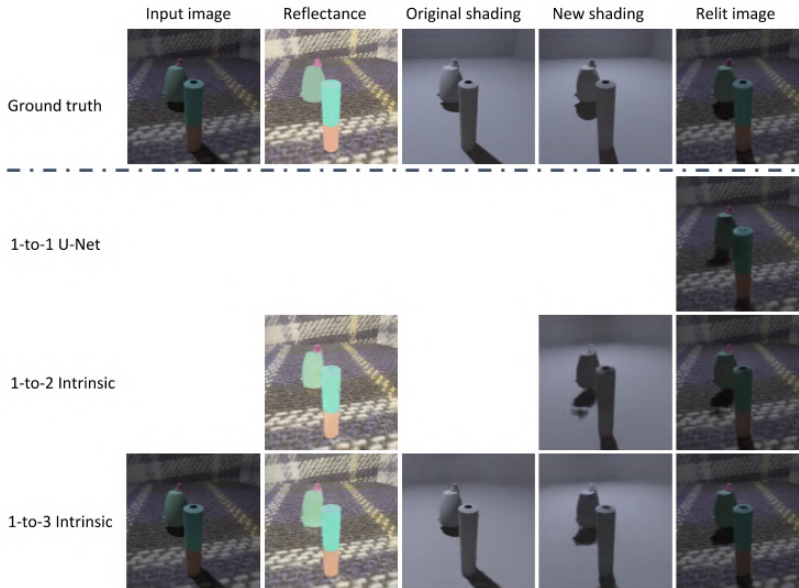 Input image Reflectance Original shading New shading Relit image
Ground truth
1-to-1 U-Net
1-to-2 Intrinsic
1-to-3 Intrinsic